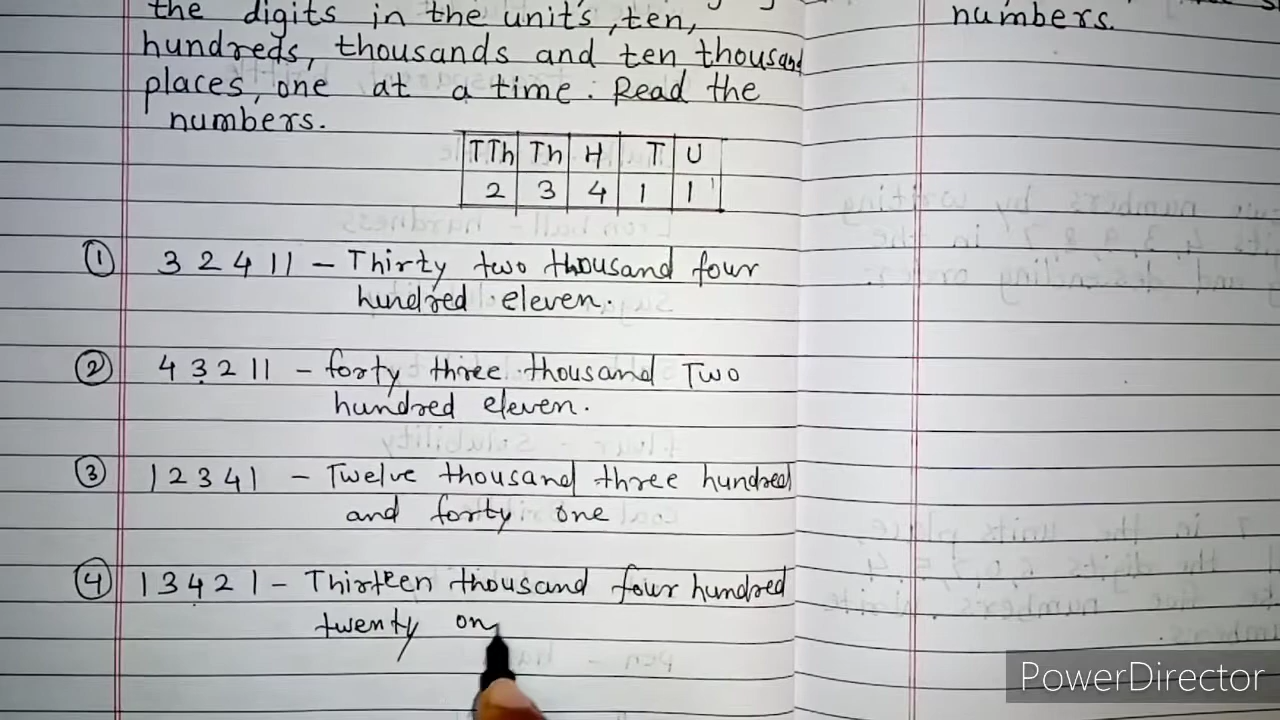 the digits in the units, ten,
hundreds, thousands and ten thousand
places, one at a time. Read the
numbers.
TTh Th H T U
2 3 4 1 1
① 32411 - Thirty two thousand four
hundred eleven.
② 43211 - forty three thousand Two
hundred eleven.
③ 12341 - Twelve thousand three hundred
and forty one
④ 13421 - Thirteen thousand four hundred
twenty on
numbers.
PowerDirector